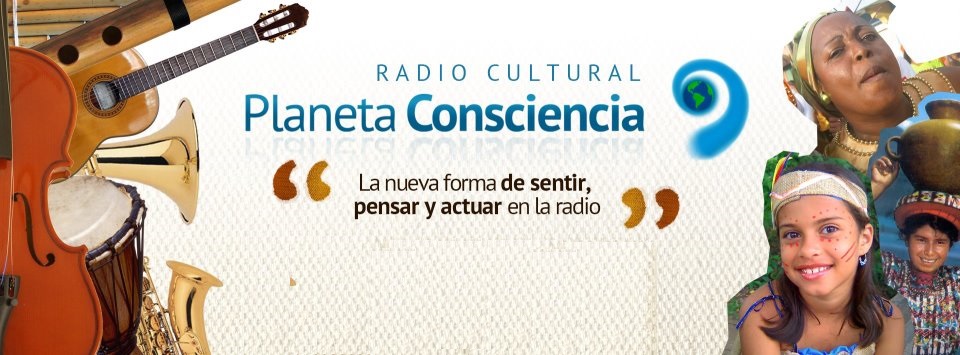 RADIO CULTURAL
Planeta Consciencia
“ La nueva forma de sentir,
pensar y actuar en la radio ”